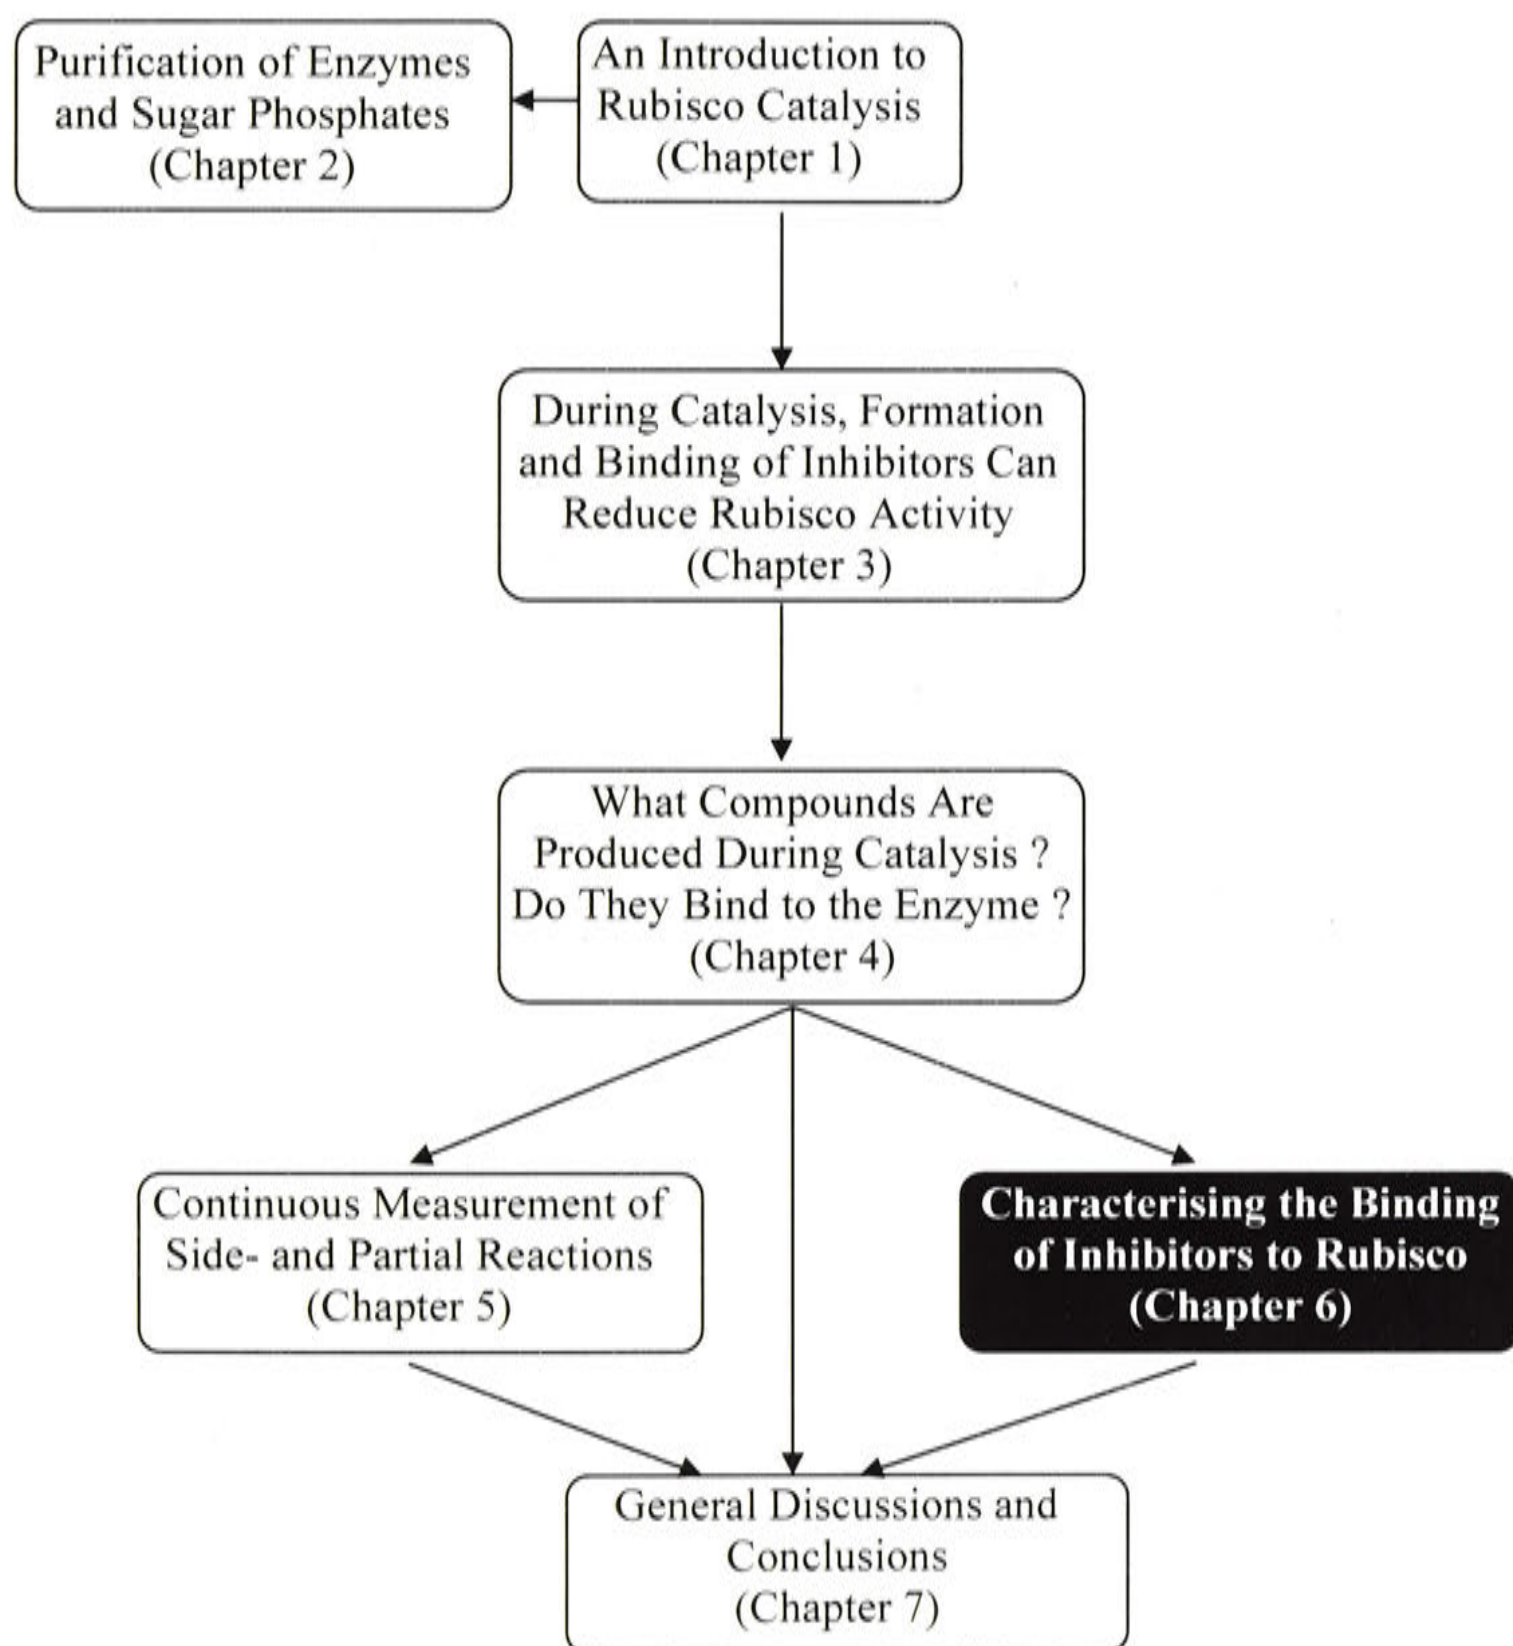 Purification of Enzymes
and Sugar Phosphates
(Chapter 2)
An Introduction to
Rubisco Catalysis
(Chapter 1)
During Catalysis, Formation
and Binding of Inhibitors Can
Reduce Rubisco Activity
(Chapter 3)
What Compounds Are
Produced During Catalysis ?
Do They Bind to the Enzyme ?
(Chapter 4)
Continuous Measurement of
Side- and Partial Reactions
(Chapter 5)
Characterising the Binding
of Inhibitors to Rubisco
(Chapter 6)
General Discussions and
Conclusions
(Chapter 7)